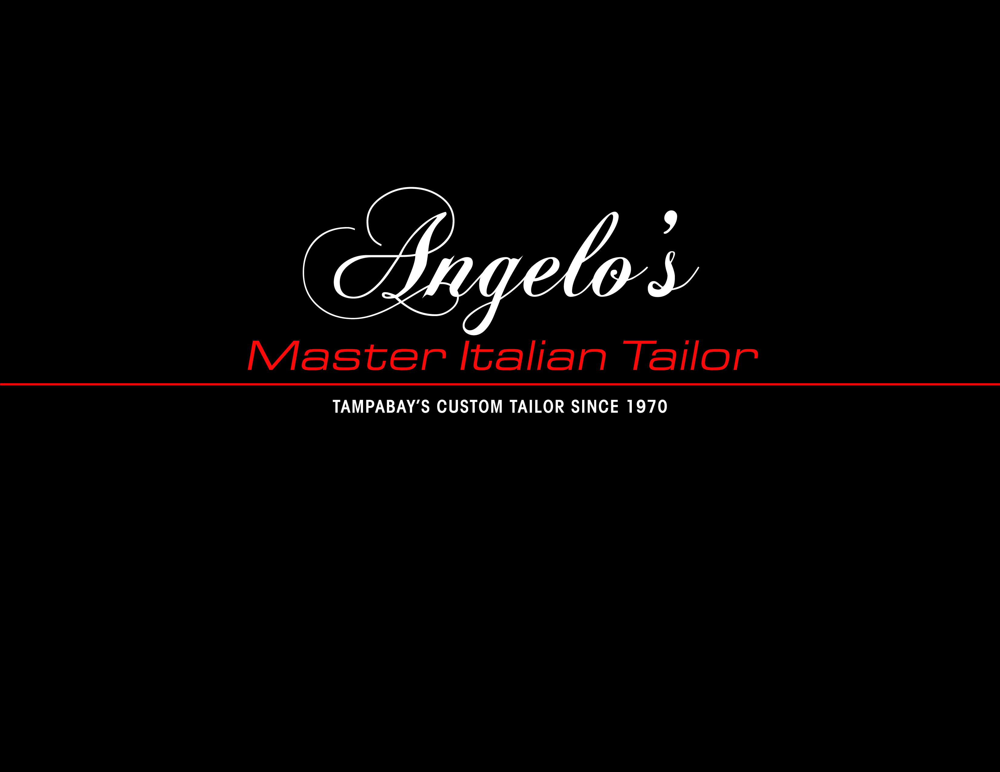 Angelo's
Master Italian Tailor
TAMPABAY'S CUSTOM TAILOR SINCE 1970